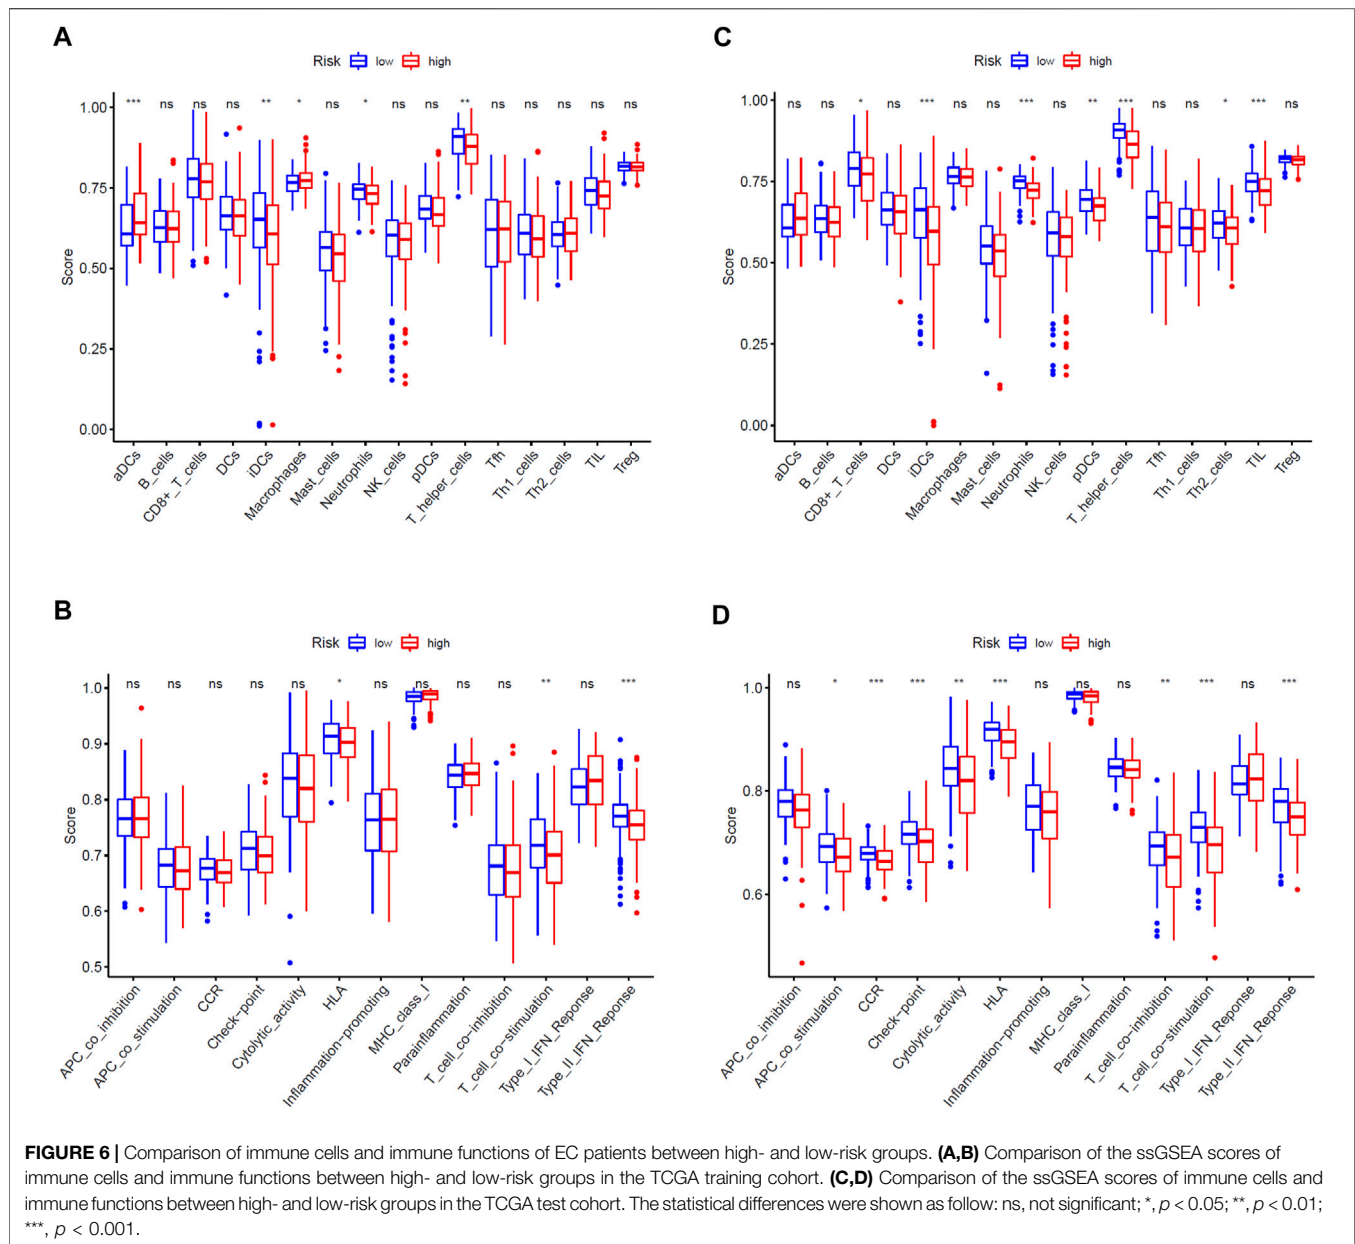 A
Risk low high
*** ns ns ns ** * ns * ns ns ** ns ns ns ns ns
1.00
0.75
0.50
0.25
0.00
Score
aDCs
B_cells
CD8+_T_cells
DCs
iDCs
Macrophages
Mast_cells
Neutrophils
NK_cells
pDCs
T_helper_cells
Tfh
Th1_cells
Th2_cells
TIL
Treg
C
Risk low high
ns ns * ns *** ns ns *** ns ** *** ns ns * *** ns
1.00
0.75
0.50
0.25
0.00
Score
aDCs
B_cells
CD8+_T_cells
DCs
iDCs
Macrophages
Mast_cells
Neutrophils
NK_cells
pDCs
T_helper_cells
Tfh
Th1_cells
Th2_cells
TIL
Treg
B
Risk low high
ns ns ns ns ns * ns ns ns ns ** ns ***
1.0
0.9
0.8
0.7
0.6
0.5
Score
APC_co_inhibition
APC_co_stimulation
CCR
Check−point
Cytolytic_activity
HLA
Inflammation−promoting
MHC_class_I
Parainflammation
T_cell_co−inhibition
T_cell_co−stimulation
Type_I_IFN_Reponse
Type_II_IFN_Reponse
D
Risk low high
ns * *** *** ** *** ns ns ns ** *** ns ***
1.0
0.8
0.6
Score
APC_co_inhibition
APC_co_stimulation
CCR
Check−point
Cytolytic_activity
HLA
Inflammation−promoting
MHC_class_I
Parainflammation
T_cell_co−inhibition
T_cell_co−stimulation
Type_I_IFN_Reponse
Type_II_IFN_Reponse
FIGURE 6 | Comparison of immune cells and immune functions of EC patients between high- and low-risk groups. (A,B) Comparison of the ssGSEA scores of
immune cells and immune functions between high- and low-risk groups in the TCGA training cohort. (C,D) Comparison of the ssGSEA scores of immune cells and
immune functions between high- and low-risk groups in the TCGA test cohort. The statistical differences were shown as follow: ns, not significant; *, p < 0.05; **, p < 0.01;
***, p < 0.001.